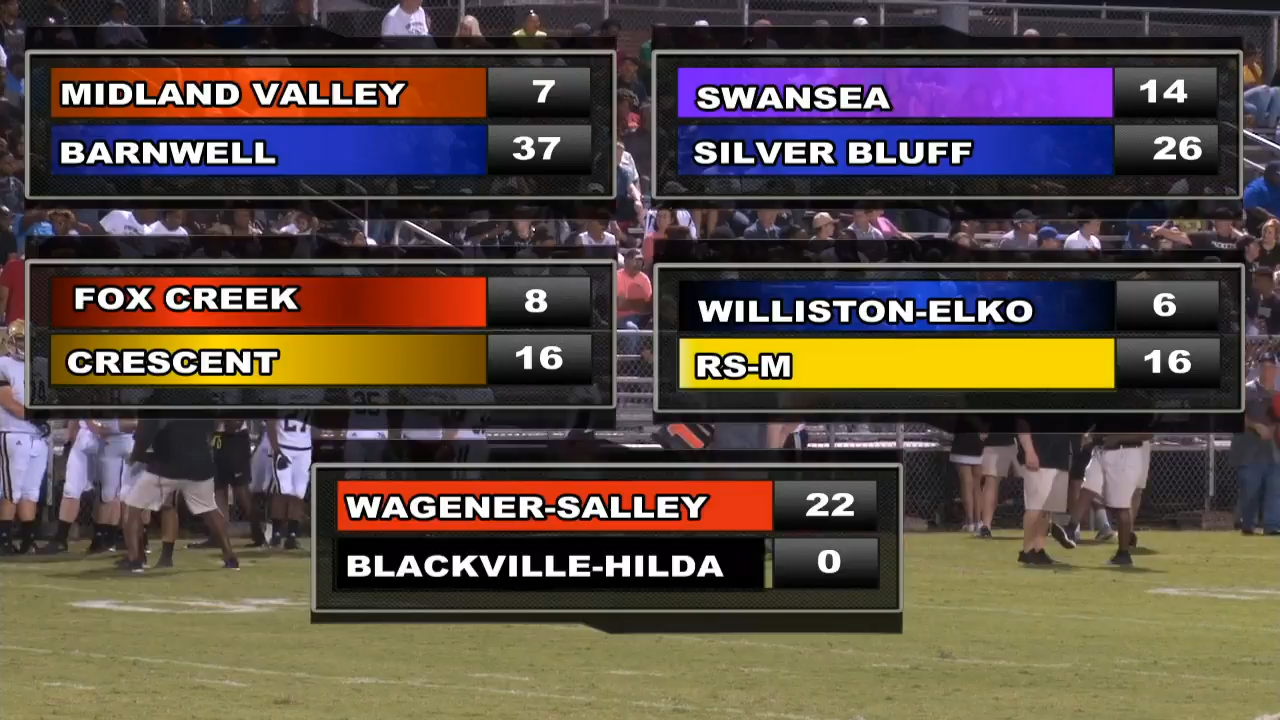 MIDLAND VALLEY 7
BARNWELL 37
SWANSEA 14
SILVER BLUFF 26
FOX CREEK 8
CRESCENT 16
WILLISTON-ELKO 6
RS-M 16
WAGENER-SALLEY 22
BLACKVILLE-HILDA 0